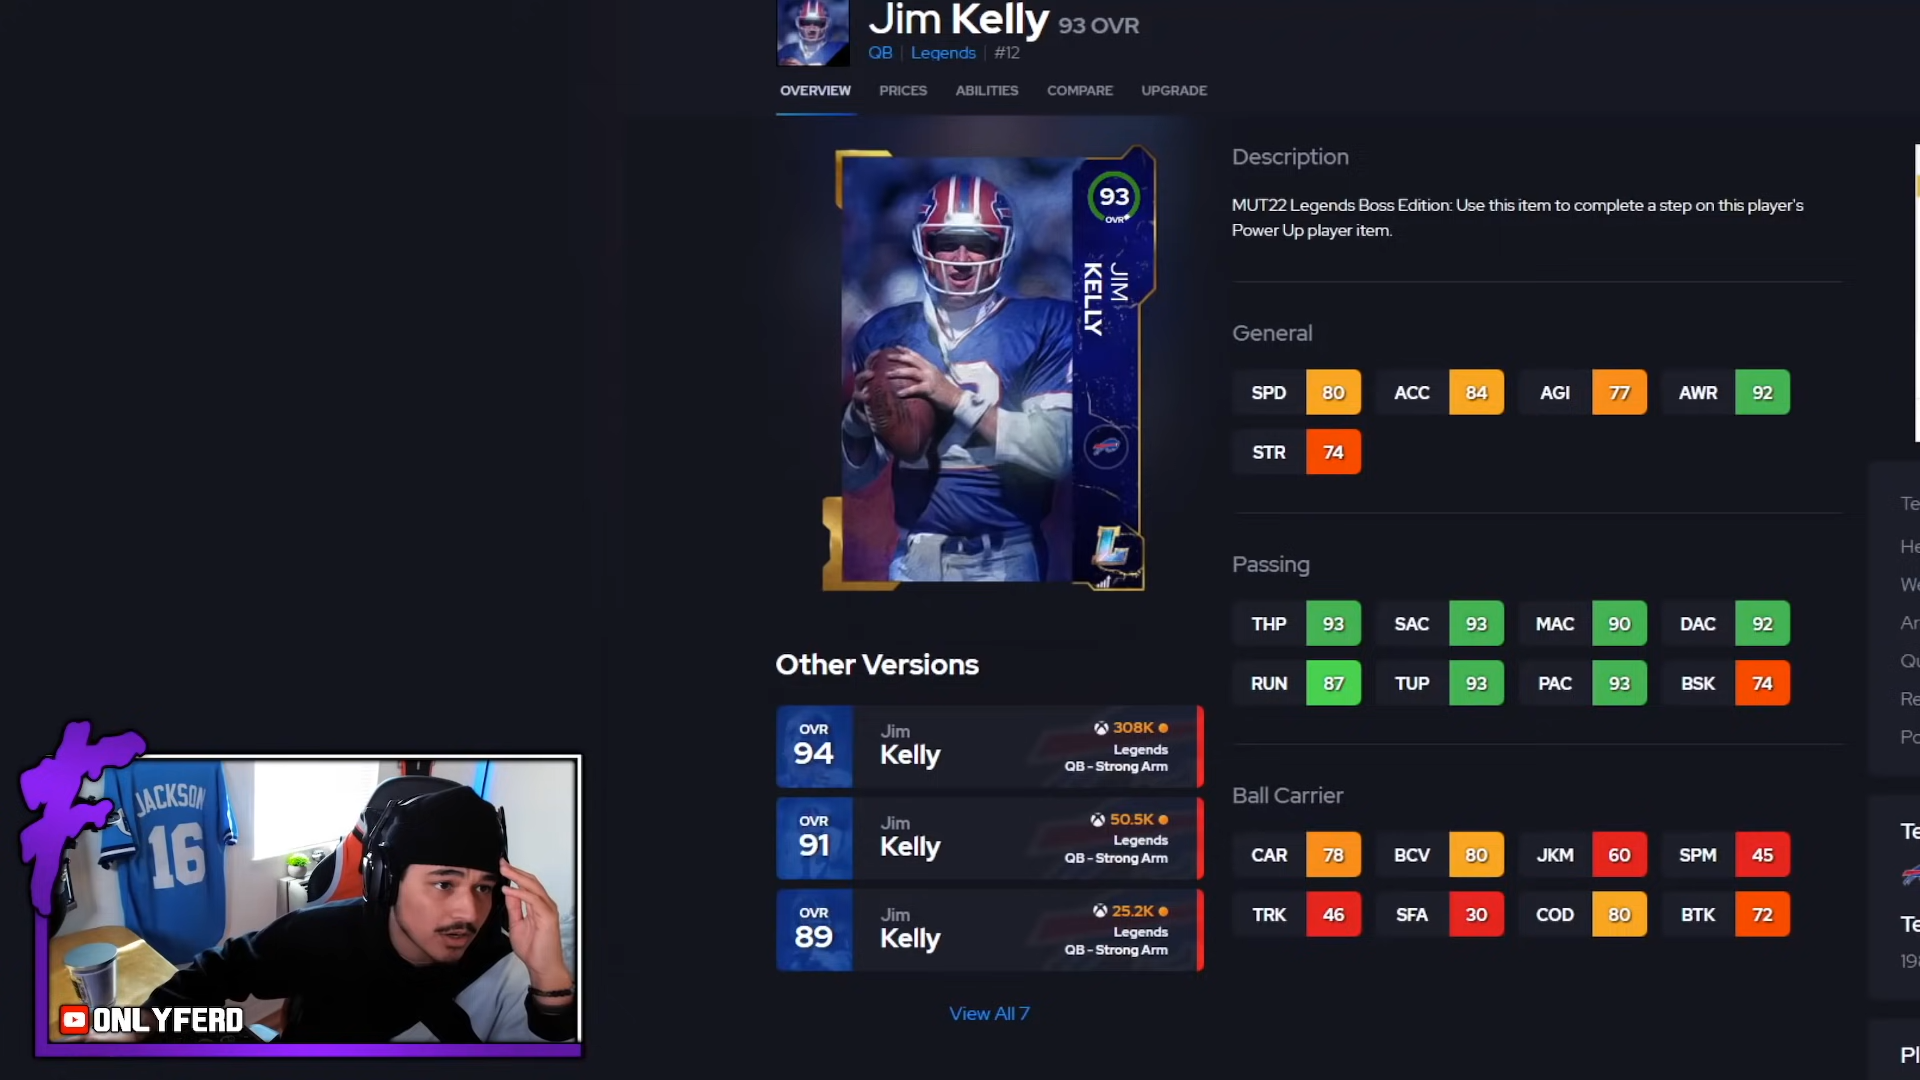 Jim Kelly 93 OVR
QB | Legends | #12
OVERVIEW PRICES ABILITIES COMPARE UPGRADE
93
OVR
JIM
KELLY
L
Description
MUT22 Legends Boss Edition: Use this item to complete a step on this player's
Power Up player item.
General
SPD 80 ACC 84 AGI 77 AWR 92
STR 74
Passing
THP 93 SAC 93 MAC 90 DAC 92
RUN 87 TUP 93 PAC 93 BSK 74
Ball Carrier
CAR 78 BCV 80 JKM 60 SPM 45
TRK 46 SFA 30 COD 80 BTK 72
Other Versions
OVR
94
Jim
Kelly
308K
Legends
QB - Strong Arm
OVR
91
Jim
Kelly
50.5K
Legends
QB - Strong Arm
OVR
89
Jim
Kelly
25.2K
Legends
QB - Strong Arm
View All 7
JACKSON
16
ONLYFERD